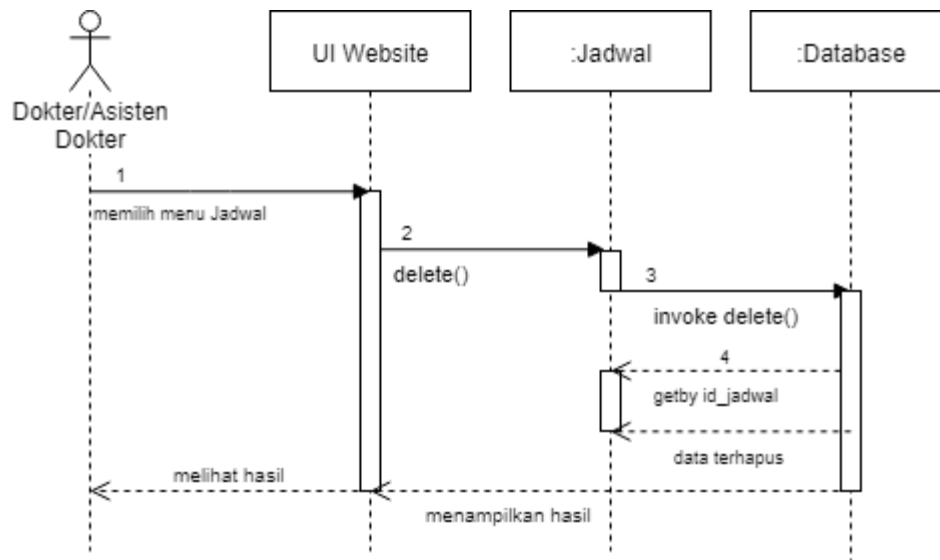 UI Website
:Jadwal
:Database
Dokter/Asisten
Dokter
1
memilih menu Jadwal
2
delete()
3
invoke delete()
4
getby id_jadwal
data terhapus
melihat hasil
menampilkan hasil